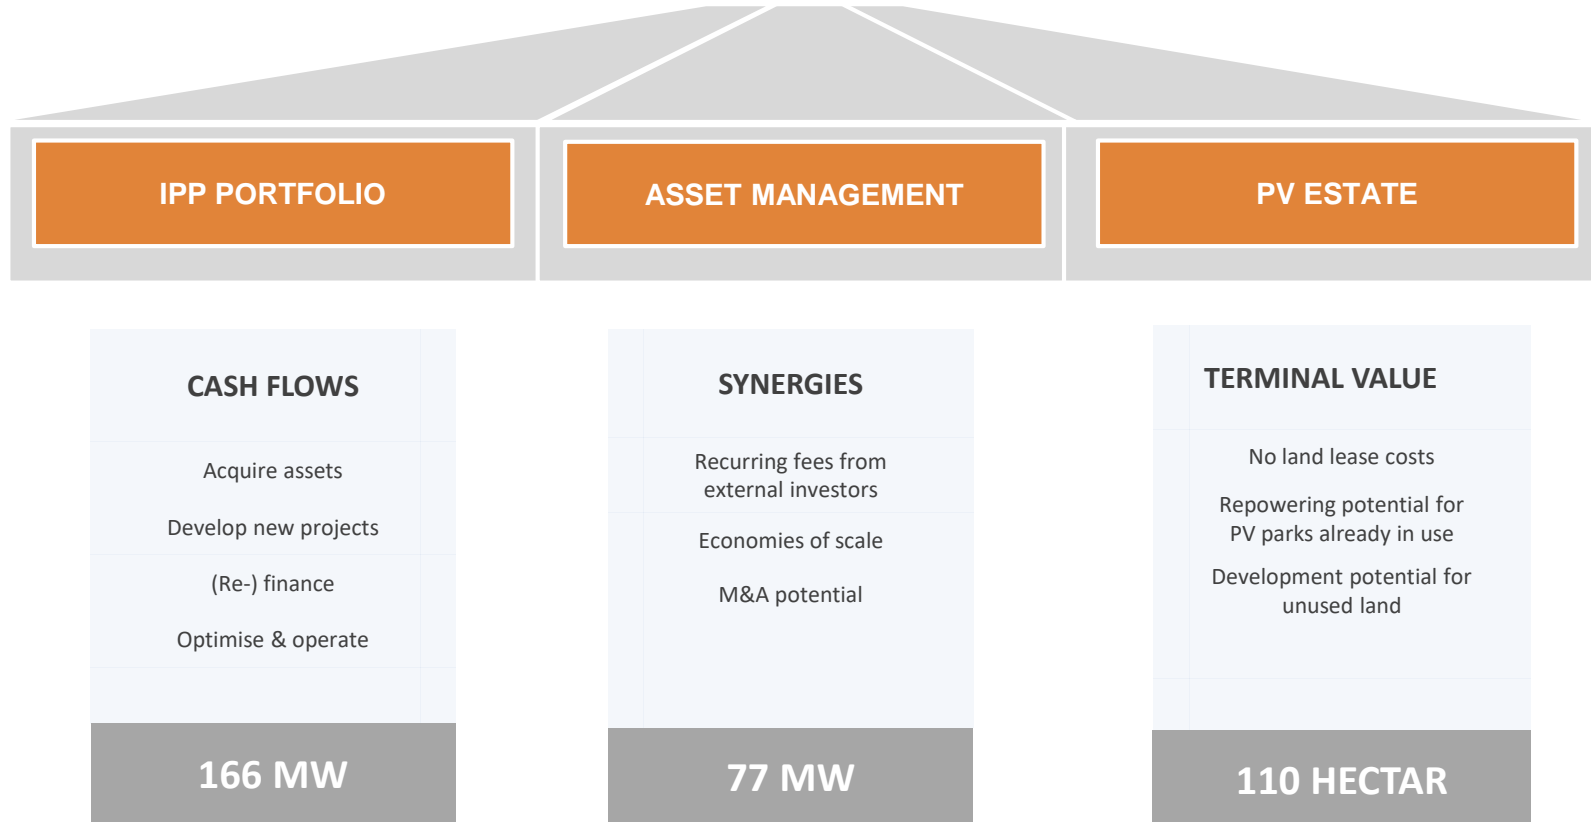 IPP PORTFOLIO
ASSET MANAGEMENT
PV ESTATE
CASH FLOWS
Acquire assets
Develop new projects
(Re-) finance
Optimise & operate
166 MW
SYNERGIES
Recurring fees from
external investors
Economies of scale
M&A potential
77 MW
TERMINAL VALUE
No land lease costs
Repowering potential for
PV parks already in use
Development potential for
unused land
110 HECTAR